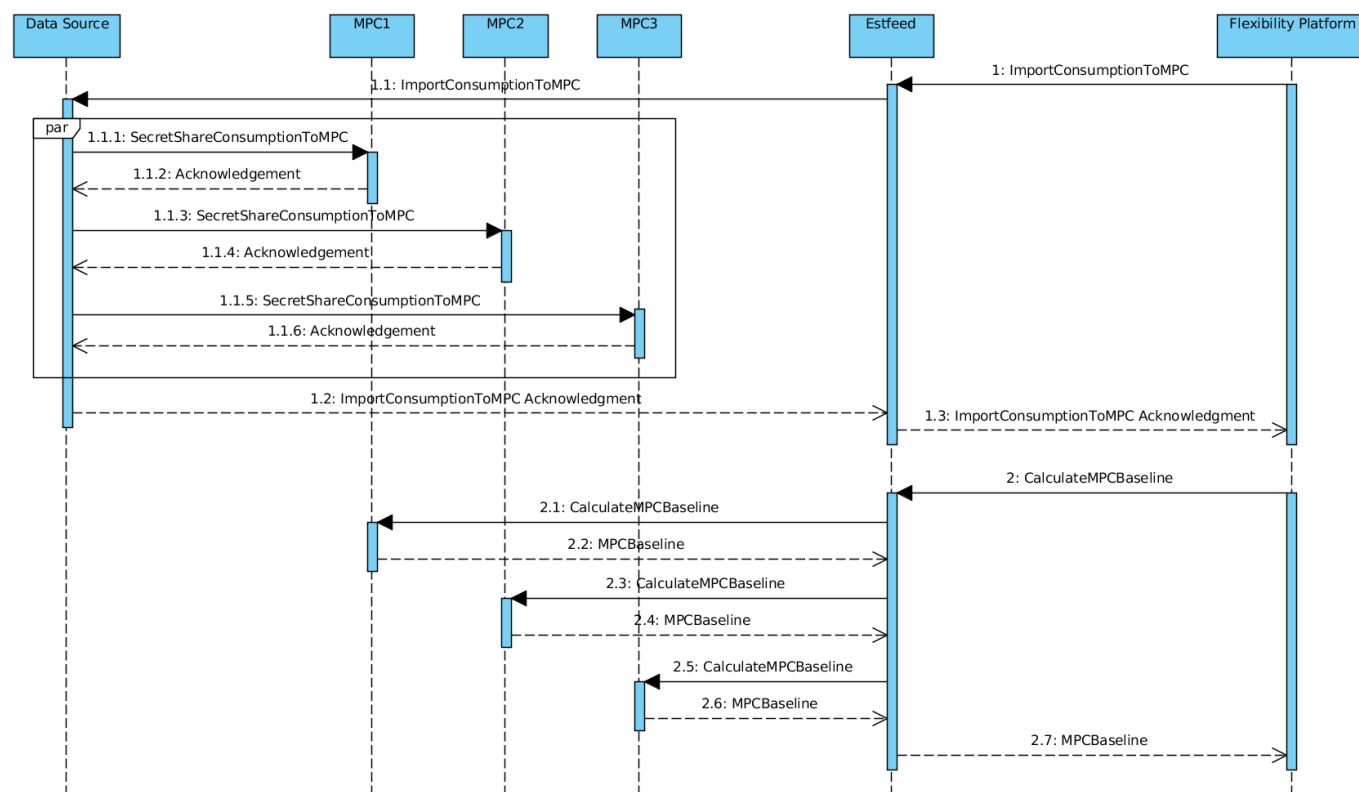 Data Source
MPC1
MPC2
MPC3
Estfeed
Flexibility Platform
1: ImportConsumptionToMPC
1.1: ImportConsumptionToMPC
par
1.1.1: SecretShareConsumptionToMPC
1.1.2: Acknowledgement
1.1.3: SecretShareConsumptionToMPC
1.1.4: Acknowledgement
1.1.5: SecretShareConsumptionToMPC
1.1.6: Acknowledgement
1.2: ImportConsumptionToMPC Acknowledgment
1.3: ImportConsumptionToMPC Acknowledgment
2: CalculateMPCBaseline
2.1: CalculateMPCBaseline
2.2: MPCBaseline
2.3: CalculateMPCBaseline
2.4: MPCBaseline
2.5: CalculateMPCBaseline
2.6: MPCBaseline
2.7: MPCBaseline